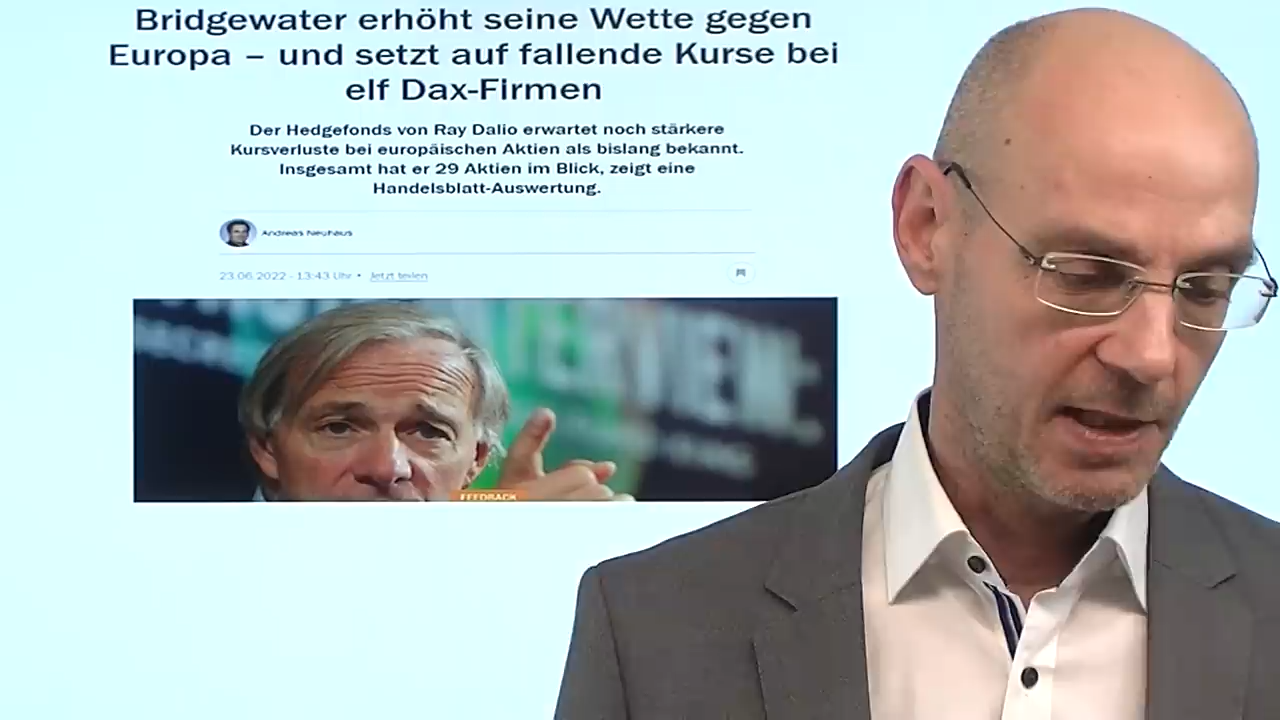 Bridgewater erhöht seine Wette gegen
Europa – und setzt auf fallende Kurse bei
elf Dax-Firmen
Der Hedgefonds von Ray Dalio erwartet noch stärkere
Kursverluste bei europäischen Aktien als bislang bekannt.
Insgesamt hat er 29 Aktien im Blick, zeigt eine
Handelsblatt-Auswertung.
Andreas Neuhaus
23.06.2022 - 13:43 Uhr • Jetzt teilen
INTERVIEW:
FEEDBACK